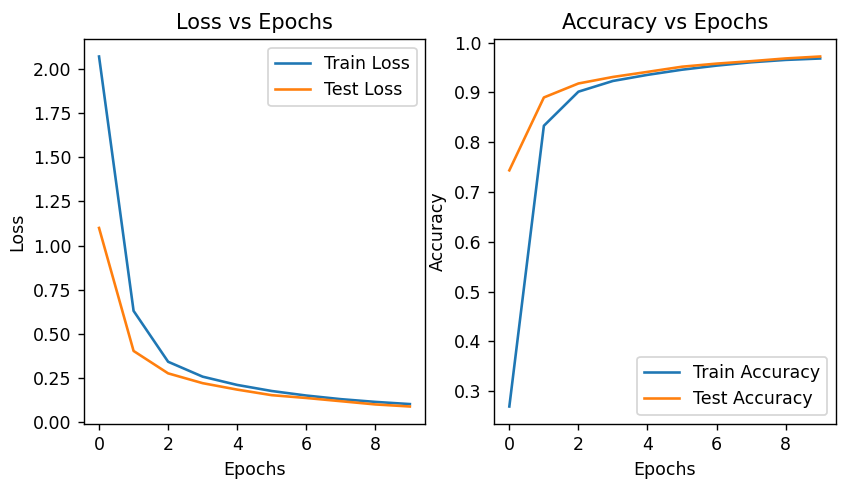 Loss vs Epochs
Train Loss
Test Loss
2.00
1.75
1.50
1.25
1.00
0.75
0.50
0.25
0.00
Loss
0 2 4 6 8
Epochs
Accuracy vs Epochs
1.0
0.9
0.8
0.7
0.6
0.5
0.4
0.3
Accuracy
Train Accuracy
Test Accuracy
0 2 4 6 8
Epochs